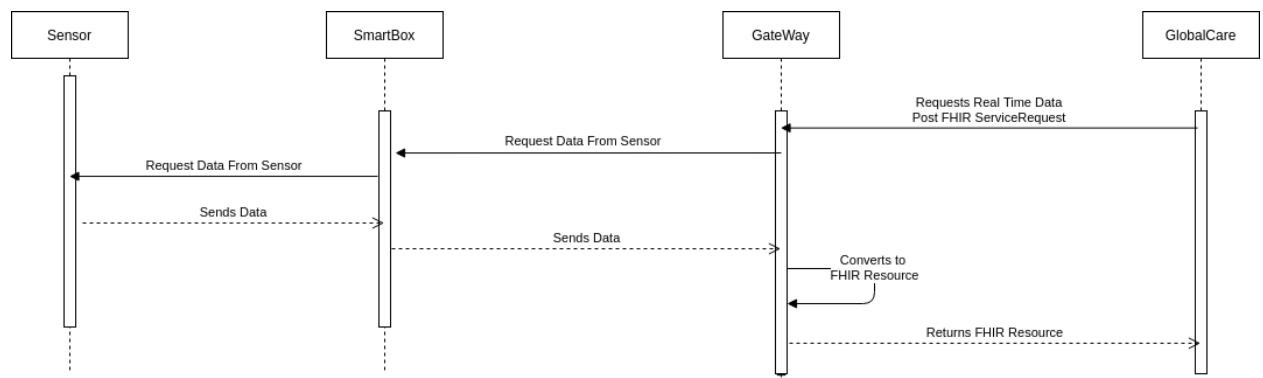 Sensor
SmartBox
GateWay
GlobalCare
Requests Real Time Data
Post FHIR ServiceRequest
Request Data From Sensor
Request Data From Sensor
Sends Data
Sends Data
Converts to
FHIR Resource
Returns FHIR Resource